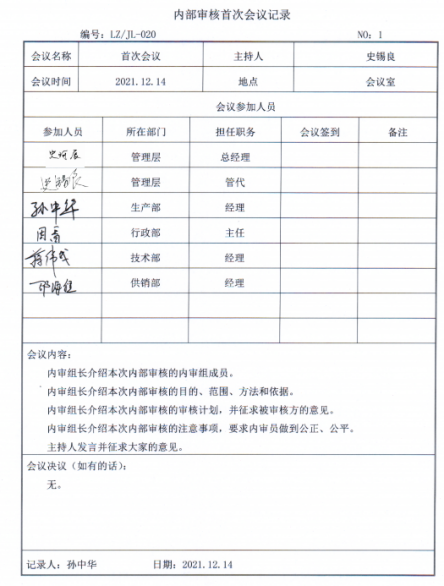 内部审核首次会议记录
编号：LZ/JL-020 NO：1
会议名称 首次会议 主持人 史锡良
会议时间 2021.12.14 地点 会议室
会议参加人员
参加人员 所在部门 担任职务 会议签到 备注
管理层 总经理
管理层 管代
孙中华 生产部 经理
行政部 主任
蒋伟成 技术部 经理
邵海健 供销部 经理
会议内容：
内审组长介绍本次内部审核的内审组成员。
内审组长介绍本次内部审核的目的、范围、方法和依据。
内审组长介绍本次内部审核的审核计划，并征求被审核方的意见。
内审组长介绍本次内部审核的注意事项，要求内审员做到公正、公平。
主持人发言并征求大家的意见。
会议决议（如有的话）：
无。
记录人：孙中华 日期：2021.12.14